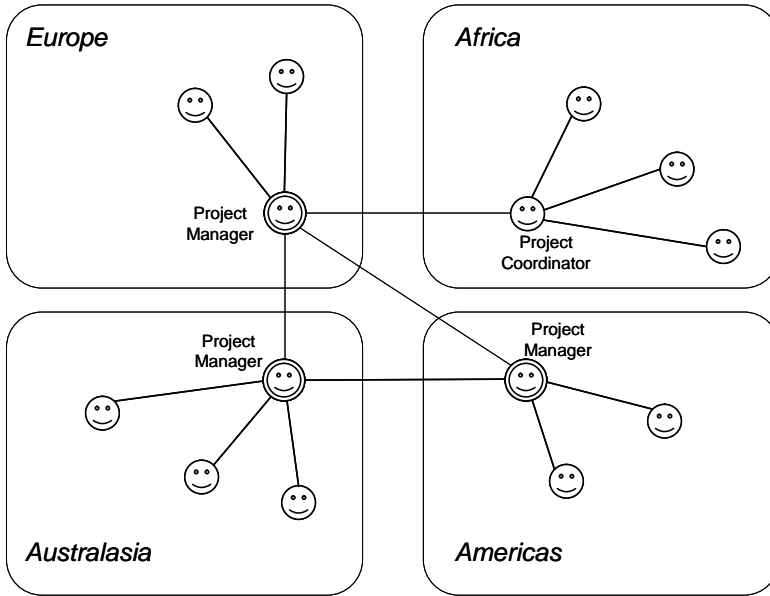 Europe
Africa
Project
Manager
Project
Coordinator
Project
Manager
Project
Manager
Australasia
Americas